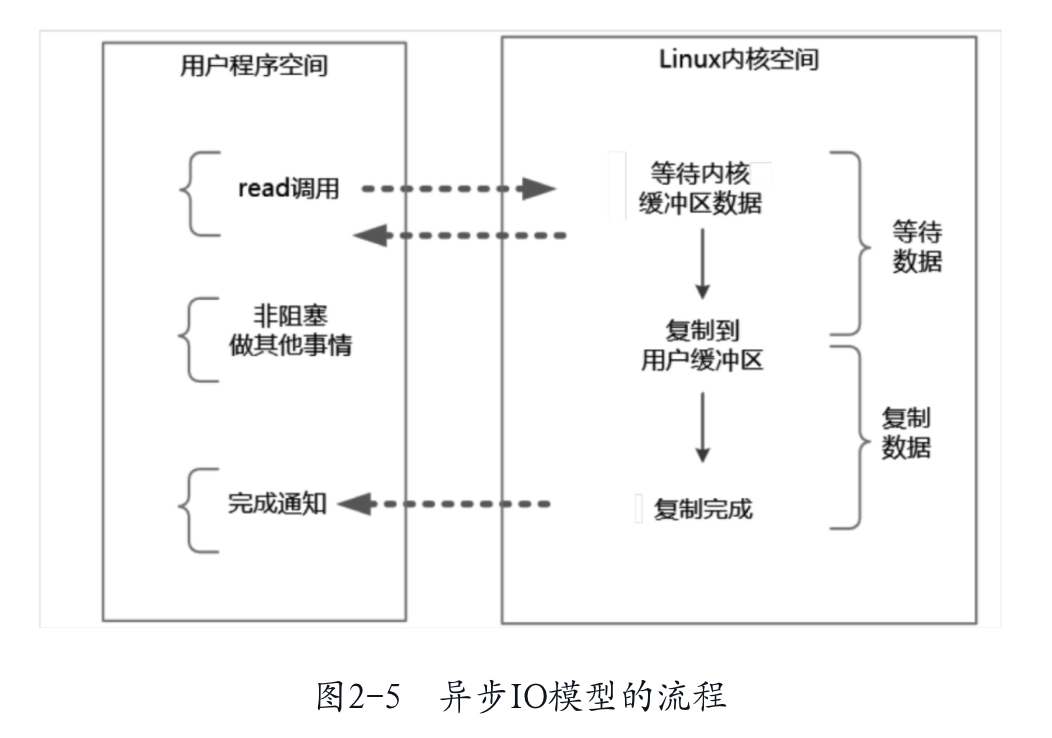 用户程序空间
Linux内核空间
read调用
等待内核
缓冲区数据
等待
数据
非阻塞
做其他事情
复制到
用户缓冲区
复制
数据
完成通知
复制完成
图2-5 异步IO模型的流程